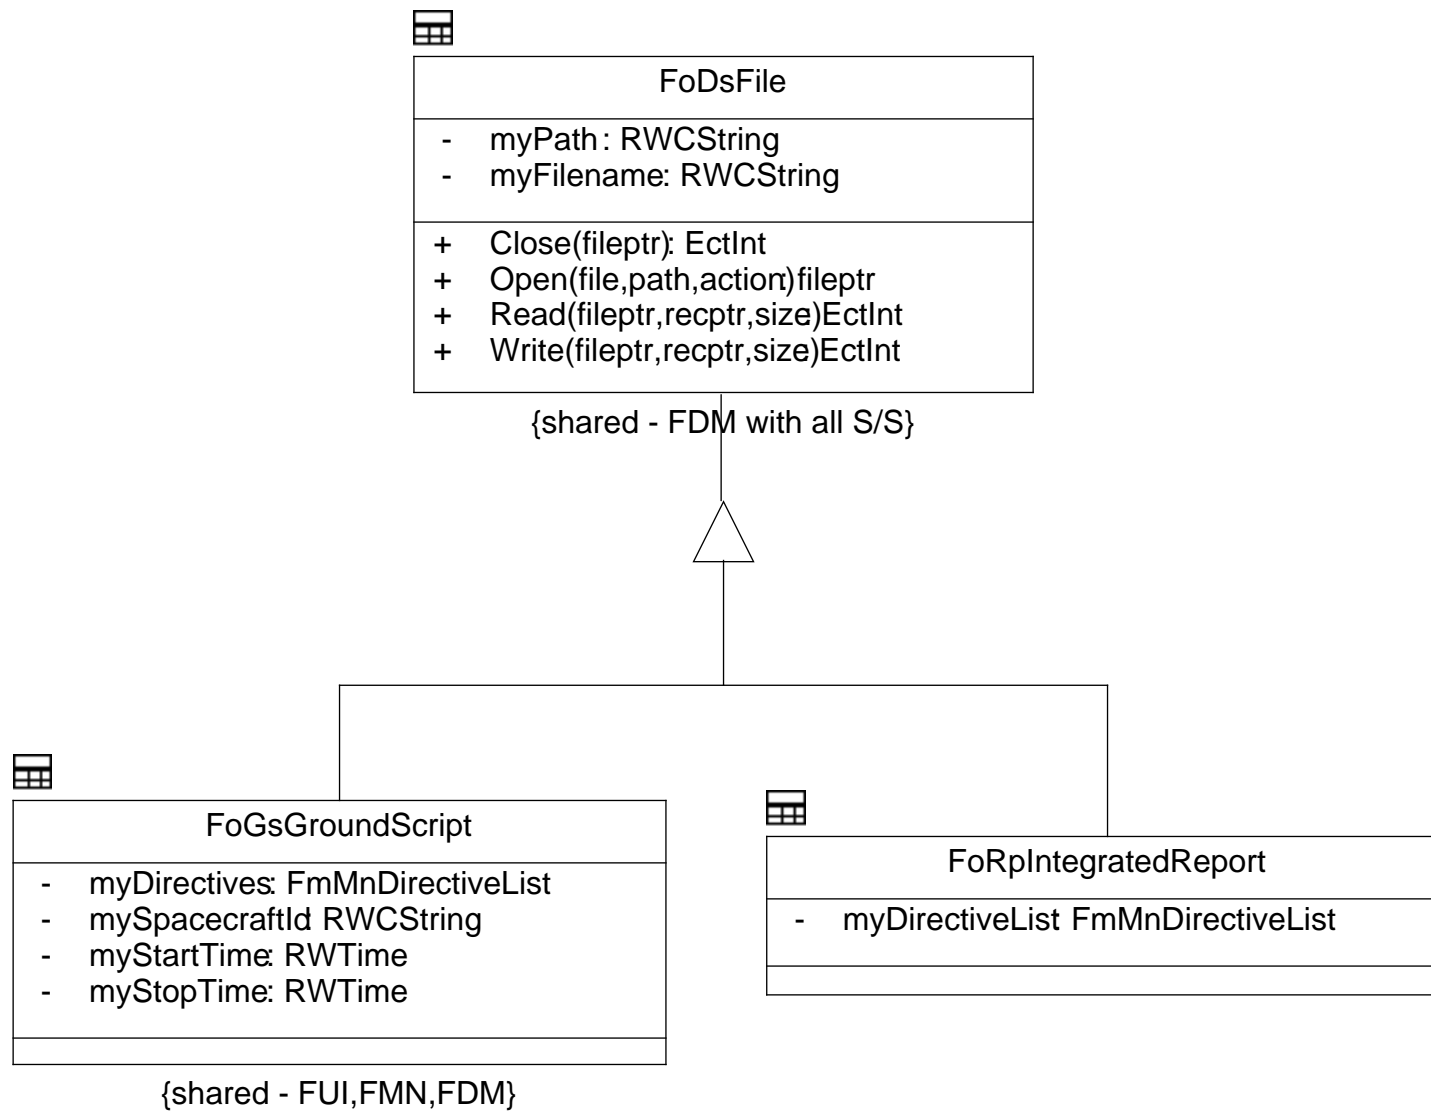 FoDsFile
- myPath : RWCString
- myFilename: RWCString
+ Close(fileptr): EctInt
+ Open(file,path,action:)fileptr
+ Read(fileptr,recptr,size:)EctInt
+ Write(fileptr,recptr,size:)EctInt
{shared - FDM with all S/S}
FoGsGroundScript
- myDirectives: FmMnDirectiveList
- mySpacecraftId: RWCString
- myStartTime: RWTime
- myStopTime: RWTime
{shared - FUI,FMN,FDM}
FoRpIntegratedReport
- myDirectiveList: FmMnDirectiveList